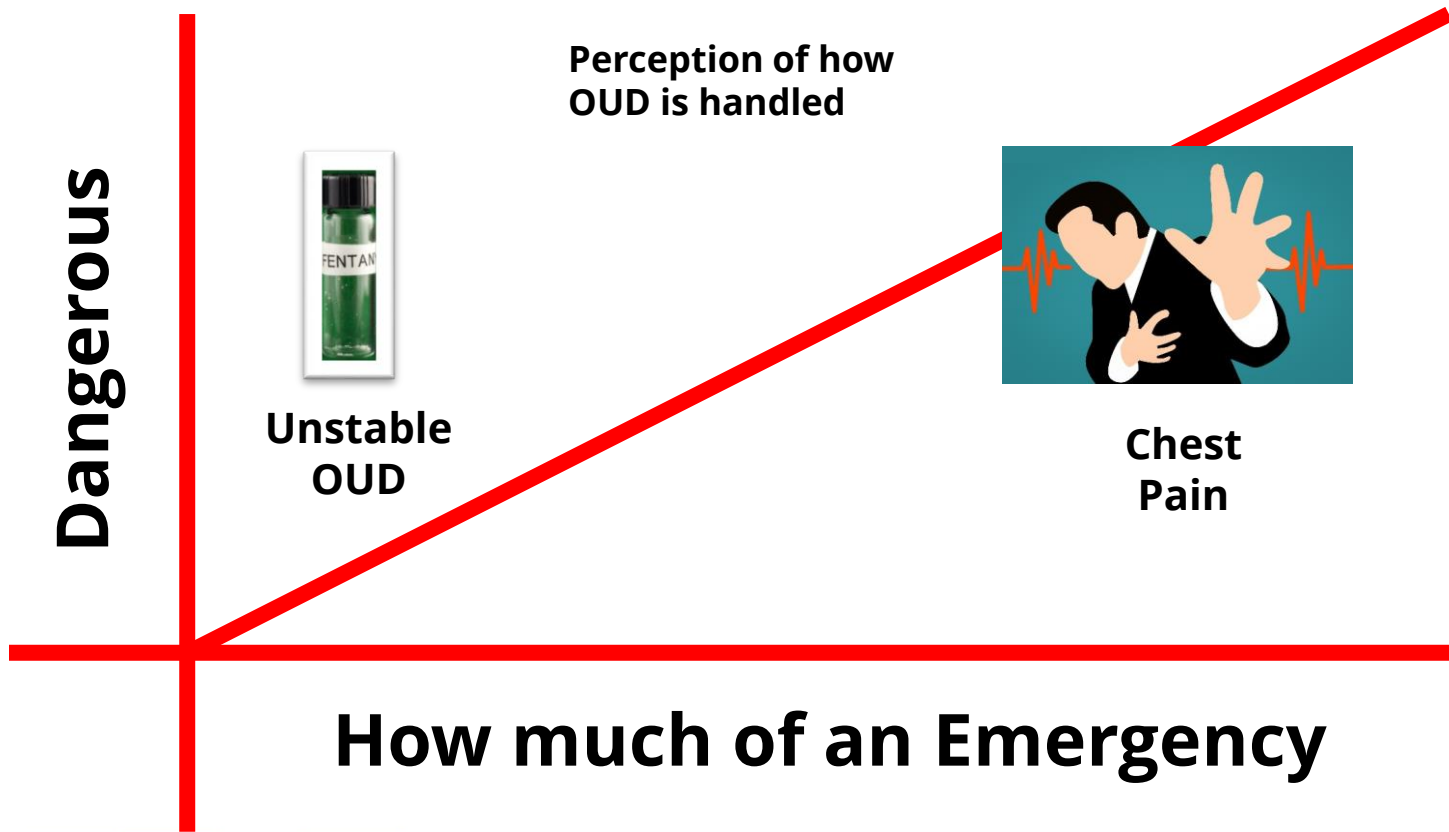 Perception of how
OUD is handled
Dangerous
FENTAN
Unstable
OUD
Chest
Pain
How much of an Emergency